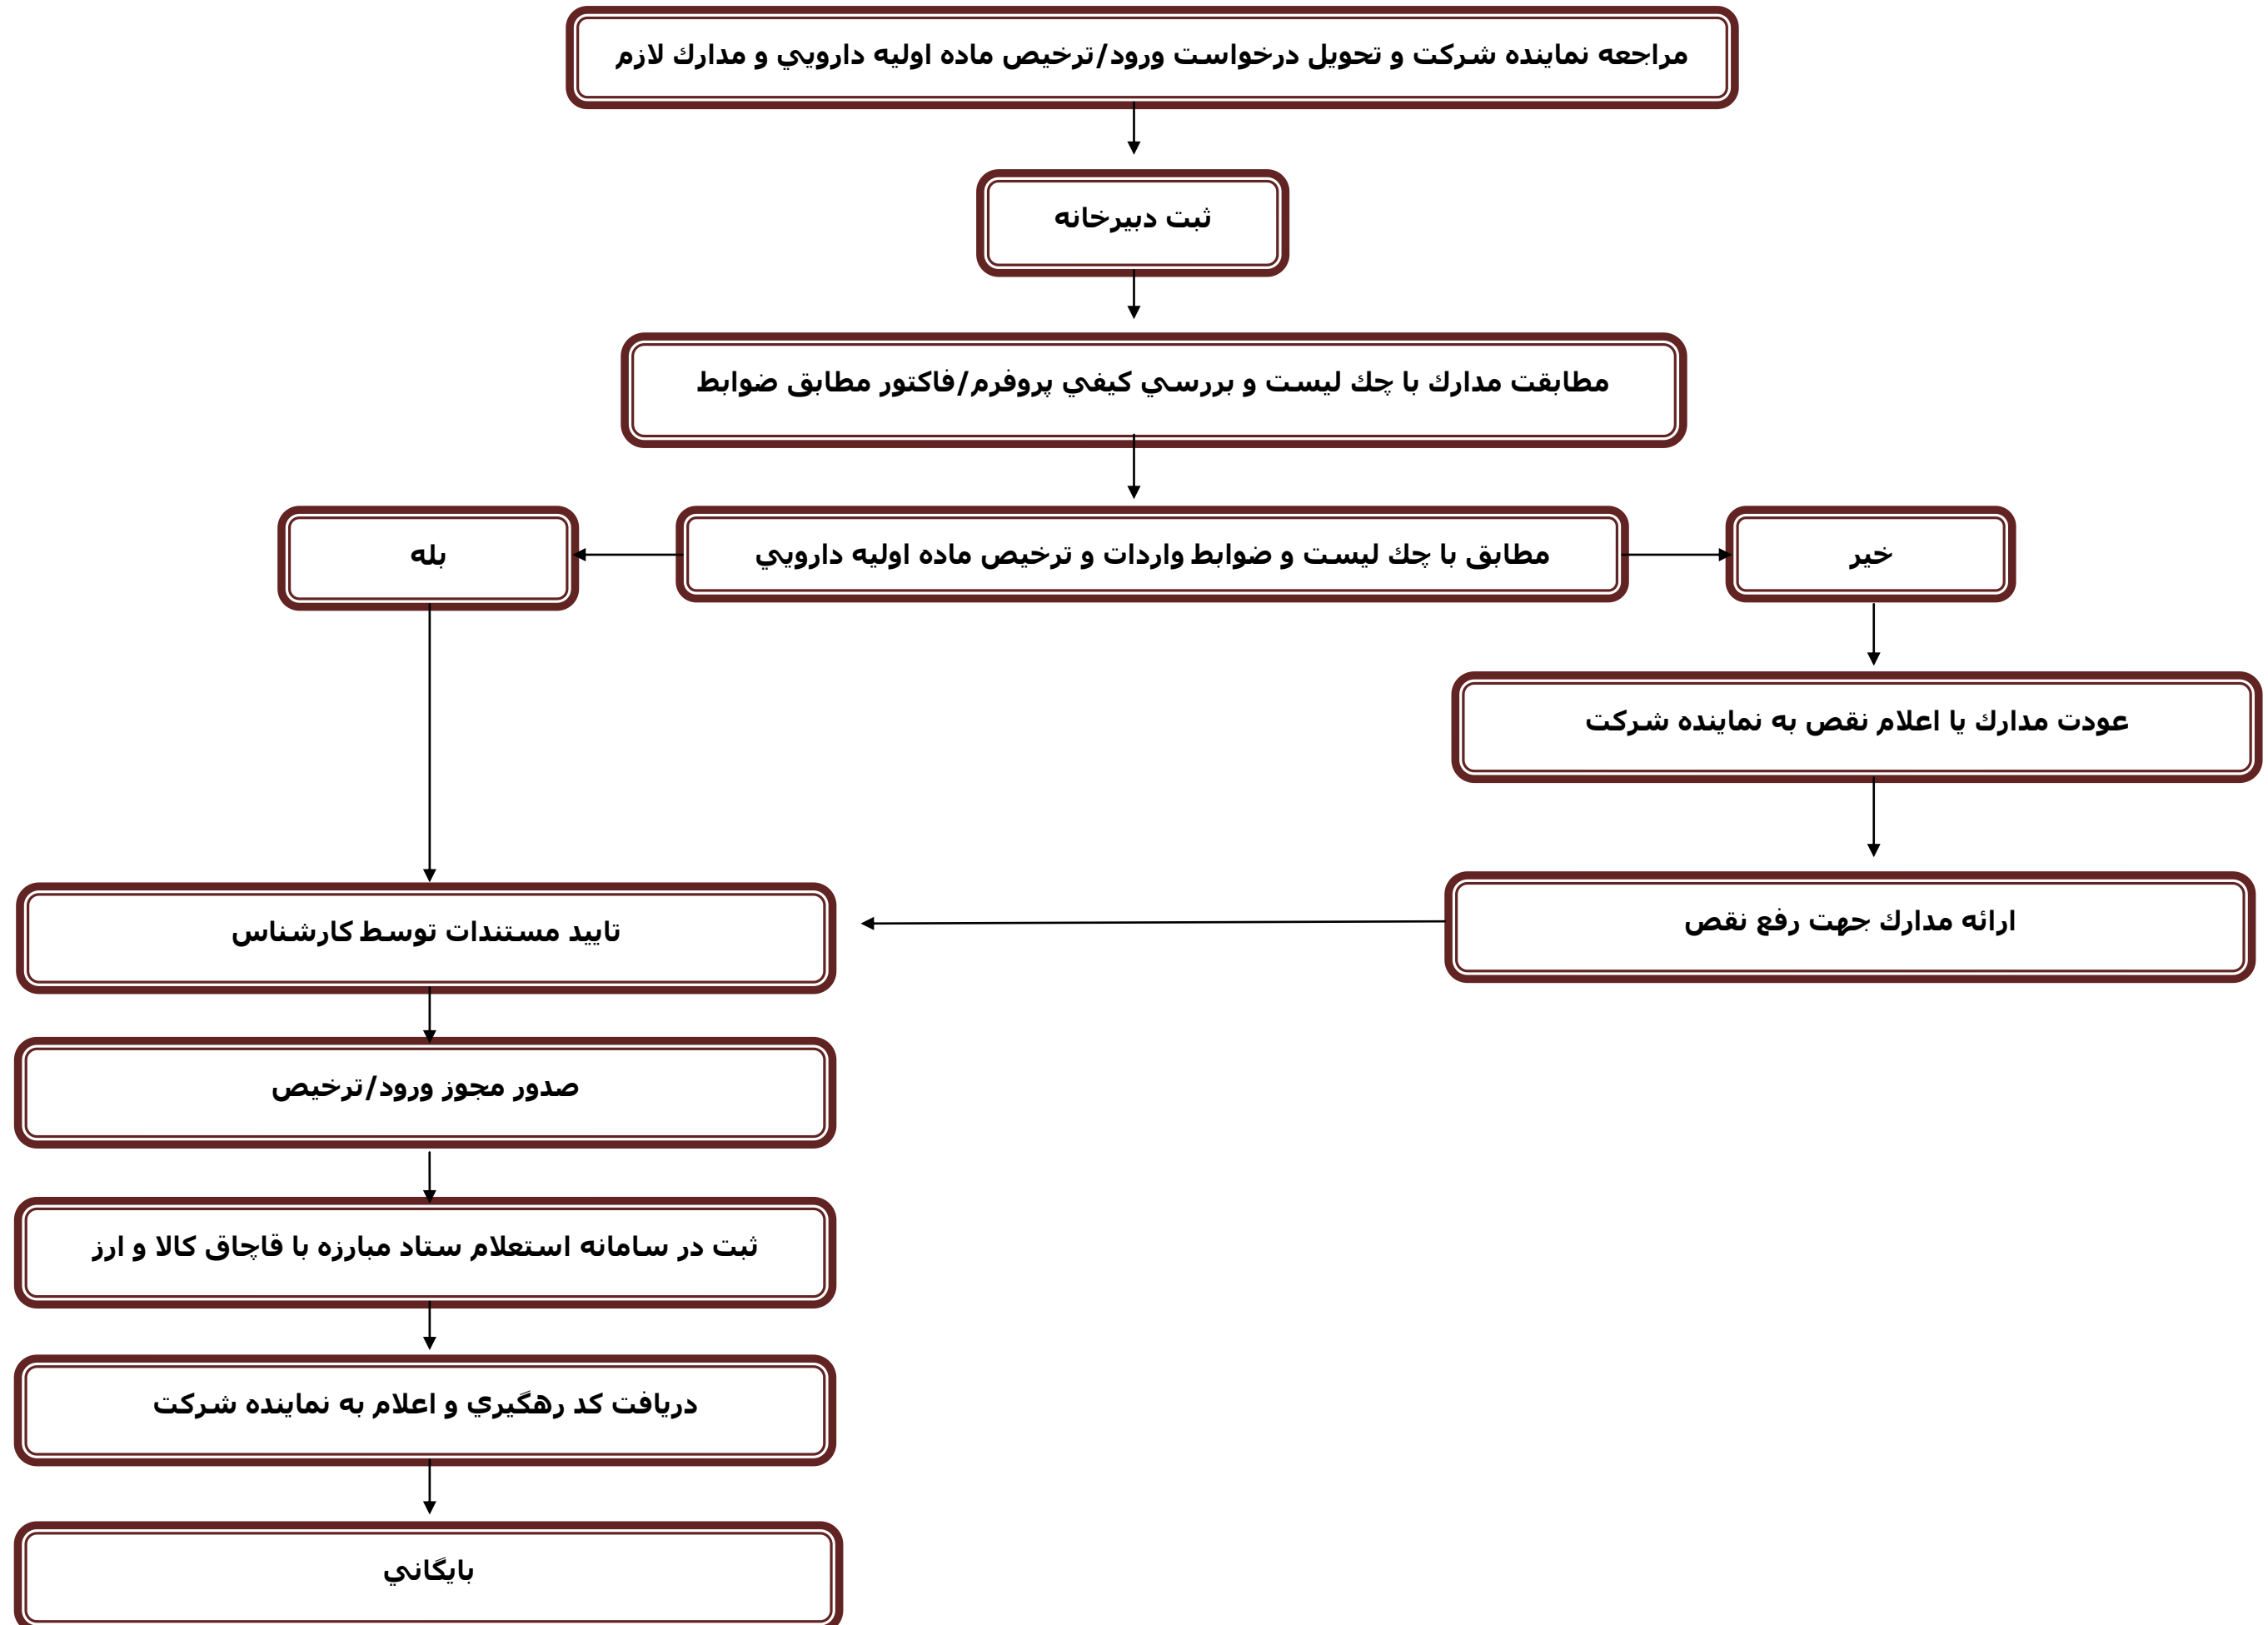 مراجعه نماينده شركت و تحويل درخواست ورود/ترخيص ماده اوليه دارويي و مدارك لازم
ثبت دبيرخانه
مطابقت مدارك با چك ليست و بررسي كيفي پروفرم/فاكتور مطابق ضوابط
خير
مطابق با چك ليست و ضوابط واردات و ترخيص ماده اوليه دارويي
بله
عودت مدارك يا اعلام نقص به نماينده شركت
ارائه مدارك جهت رفع نقص
تاييد مستندات توسط كارشناس
صدور مجوز ورود/ترخيص
ثبت در سامانه استعلام ستاد مبارزه با قاچاق كالا و ارز
دريافت كد رهگيري و اعلام به نماينده شركت
بايگاني